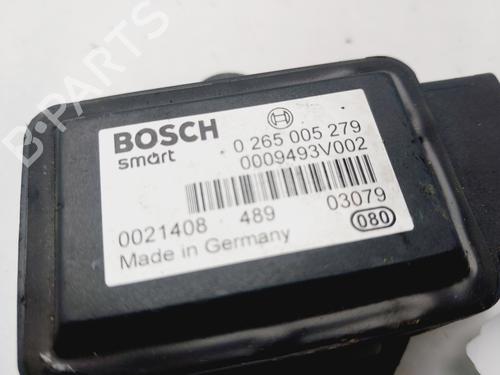 B-PARTS
BOSCH
smart
0 265 005 279
0009493V002
0021408 489 03079
Made in Germany
080